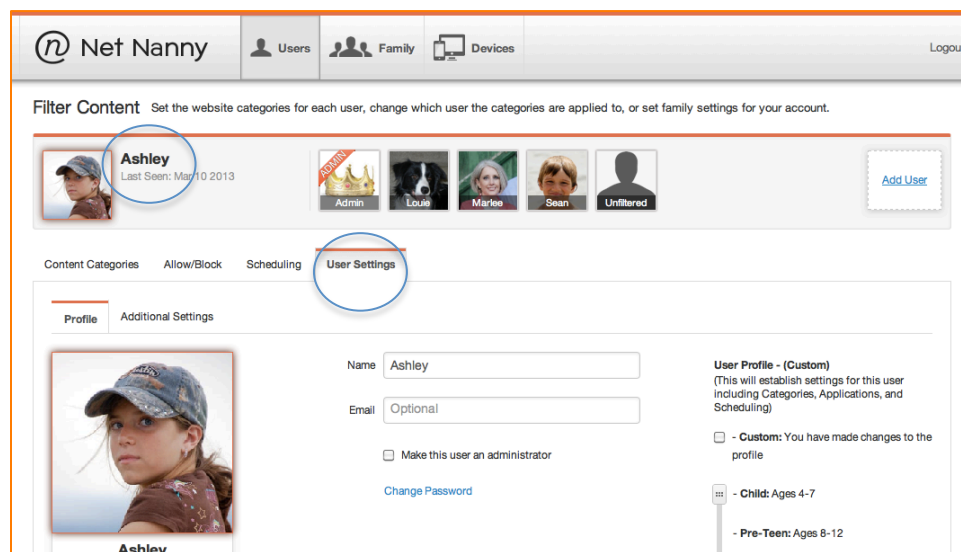 n Net Nanny
Users
Family
Devices
Logou
Filter Content Set the website categories for each user, change which user the categories are applied to, or set family settings for your account.
Ashley
Last Seen: Mar 10 2013
ADMIN
Admin
Louie
Marlee
Sean
Unfiltered
Add User
Content Categories Allow/Block Scheduling User Settings
Profile Additional Settings
Name Ashley
Email Optional
Make this user an administrator
Change Password
User Profile - (Custom)
(This will establish settings for this user
including Categories, Applications, and
Scheduling)
- Custom: You have made changes to the
profile
- Child: Ages 4-7
- Pre-Teen: Ages 8-12
Ashley